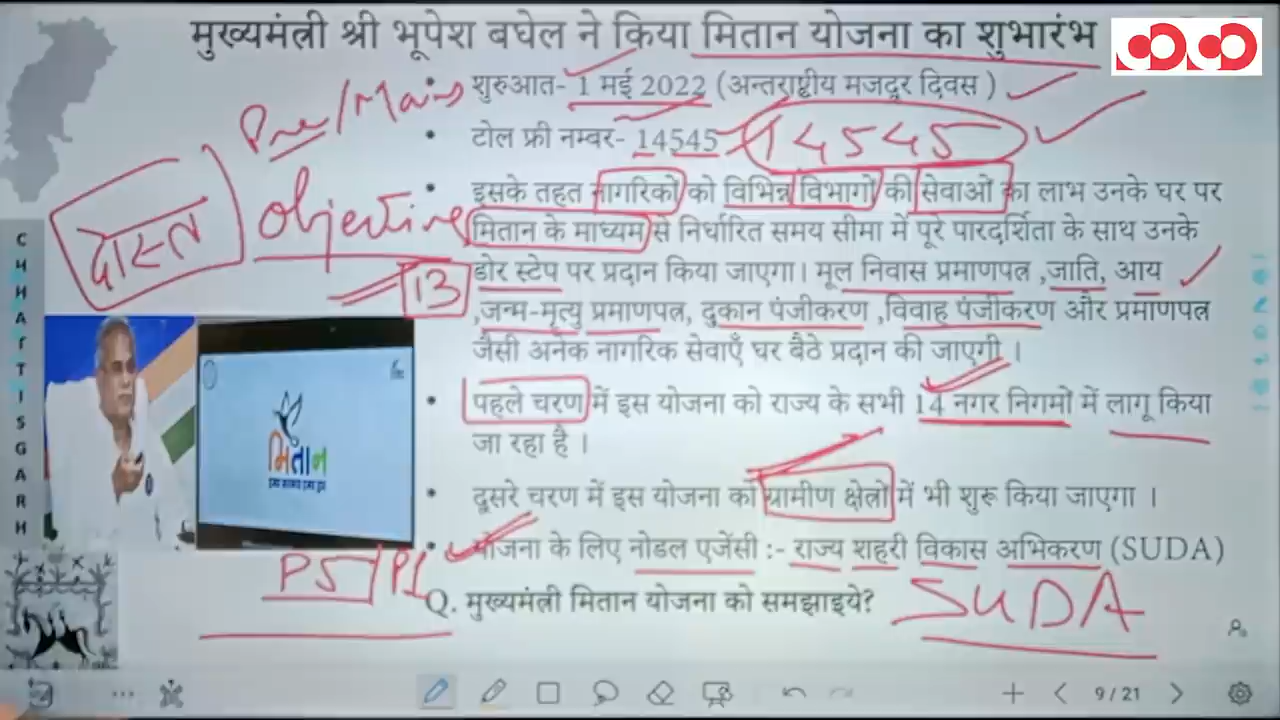 मुख्यमंत्री श्री भूपेश बघेल ने किया मितान योजना का शुभारंभ
Pre/Mains
शुरुआत- 1 मई 2022 (अन्तराष्ट्रीय मजदूर दिवस )
टोल फ्री नम्बर- 14545 14545
दोस्त
Objective
इसके तहत नागरिकों को विभिन्न विभागों की सेवाओं का लाभ उनके घर पर
मितान के माध्यम से निर्धारित समय सीमा में पूरे पारदर्शिता के साथ उनके
13
डोर स्टेप पर प्रदान किया जाएगा। मूल निवास प्रमाणपत्र ,जाति, आय
,जन्म-मृत्यु प्रमाणपत्र, दुकान पंजीकरण ,विवाह पंजीकरण और प्रमाणपत्र
जैसी अनेक नागरिक सेवाएँ घर बैठे प्रदान की जाएगी ।
पहले चरण में इस योजना को राज्य के सभी 14 नगर निगमों में लागू किया
जा रहा है ।
दूसरे चरण में इस योजना को ग्रामीण क्षेत्रों में भी शुरू किया जाएगा ।
योजना के लिए नोडल एजेंसी :- राज्य शहरी विकास अभिकरण (SUDA)
Q. मुख्यमंत्री मितान योजना को समझाइये?
SUDA
CHHATTISGARH
मितान
9/21